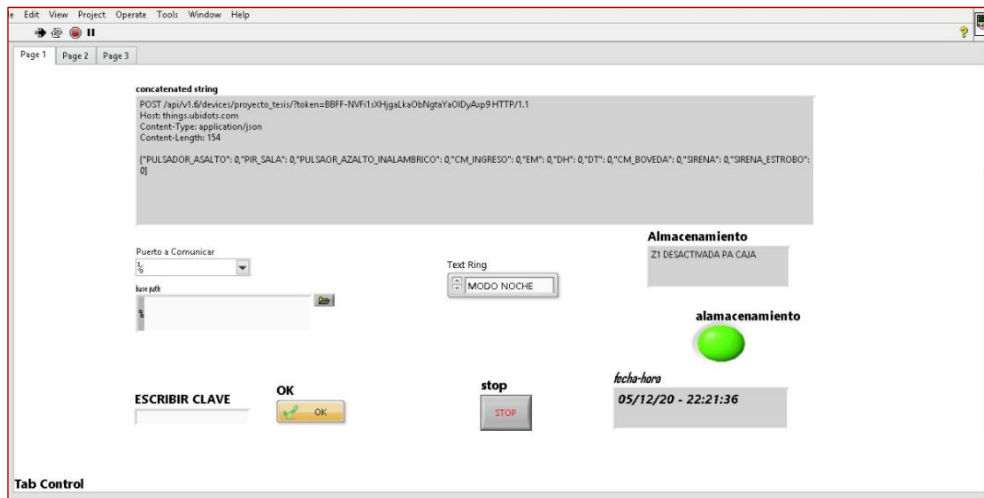 e Edit View Project Operate Tools Window Help
Page 1 Page 2 Page 3
concatenated string
POST /api/v1.6/devices/proyecto_tesis/?token=BBFF-NVFi1sXHjgaLkaObNgtaYaOIDyAxp9 HTTP/1.1
Host: things.ubidots.com
Content-Type: application/json
Content-Length: 154
{"PULSADOR_ASALTO": 0,"PIR_SALA": 0,"PULSAOR_AZALTO_INALAMBRICO": 0,"CM_INGRESO": 0,"EM": 0,"DH": 0,"DT": 0,"CM_BOVEDA": 0,"SIRENA": 0,"SIRENA_ESTROBO":
0}
Almacenamiento
Z1 DESACTIVADA PA CAJA
Puerto a Comunicar
Text Ring
MODO NOCHE
base path
alamacenamiento
ESCRIBIR CLAVE
OK
OK
stop
STOP
fecha-hora
05/12/20 - 22:21:36
Tab Control